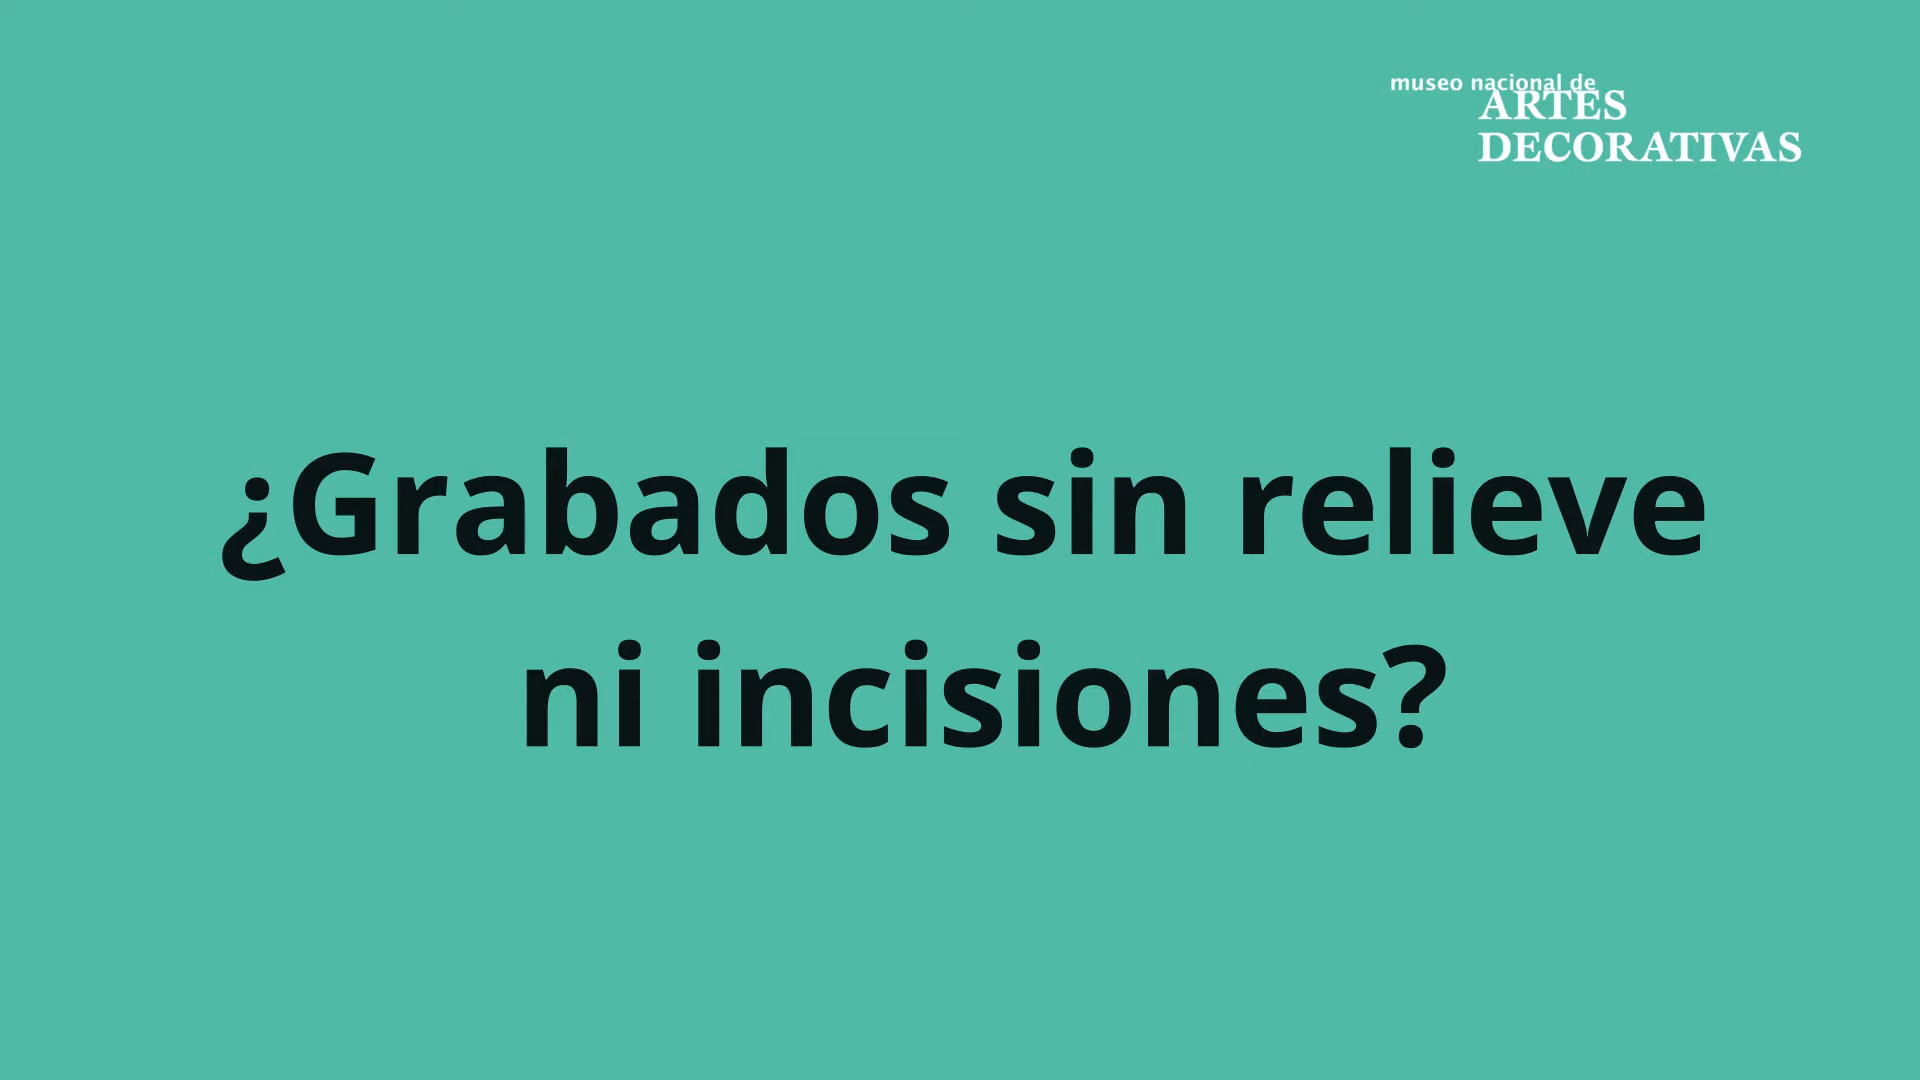 museo nacional de
ARTES
DECORATIVAS
¿Grabados sin relieve
ni incisiones?